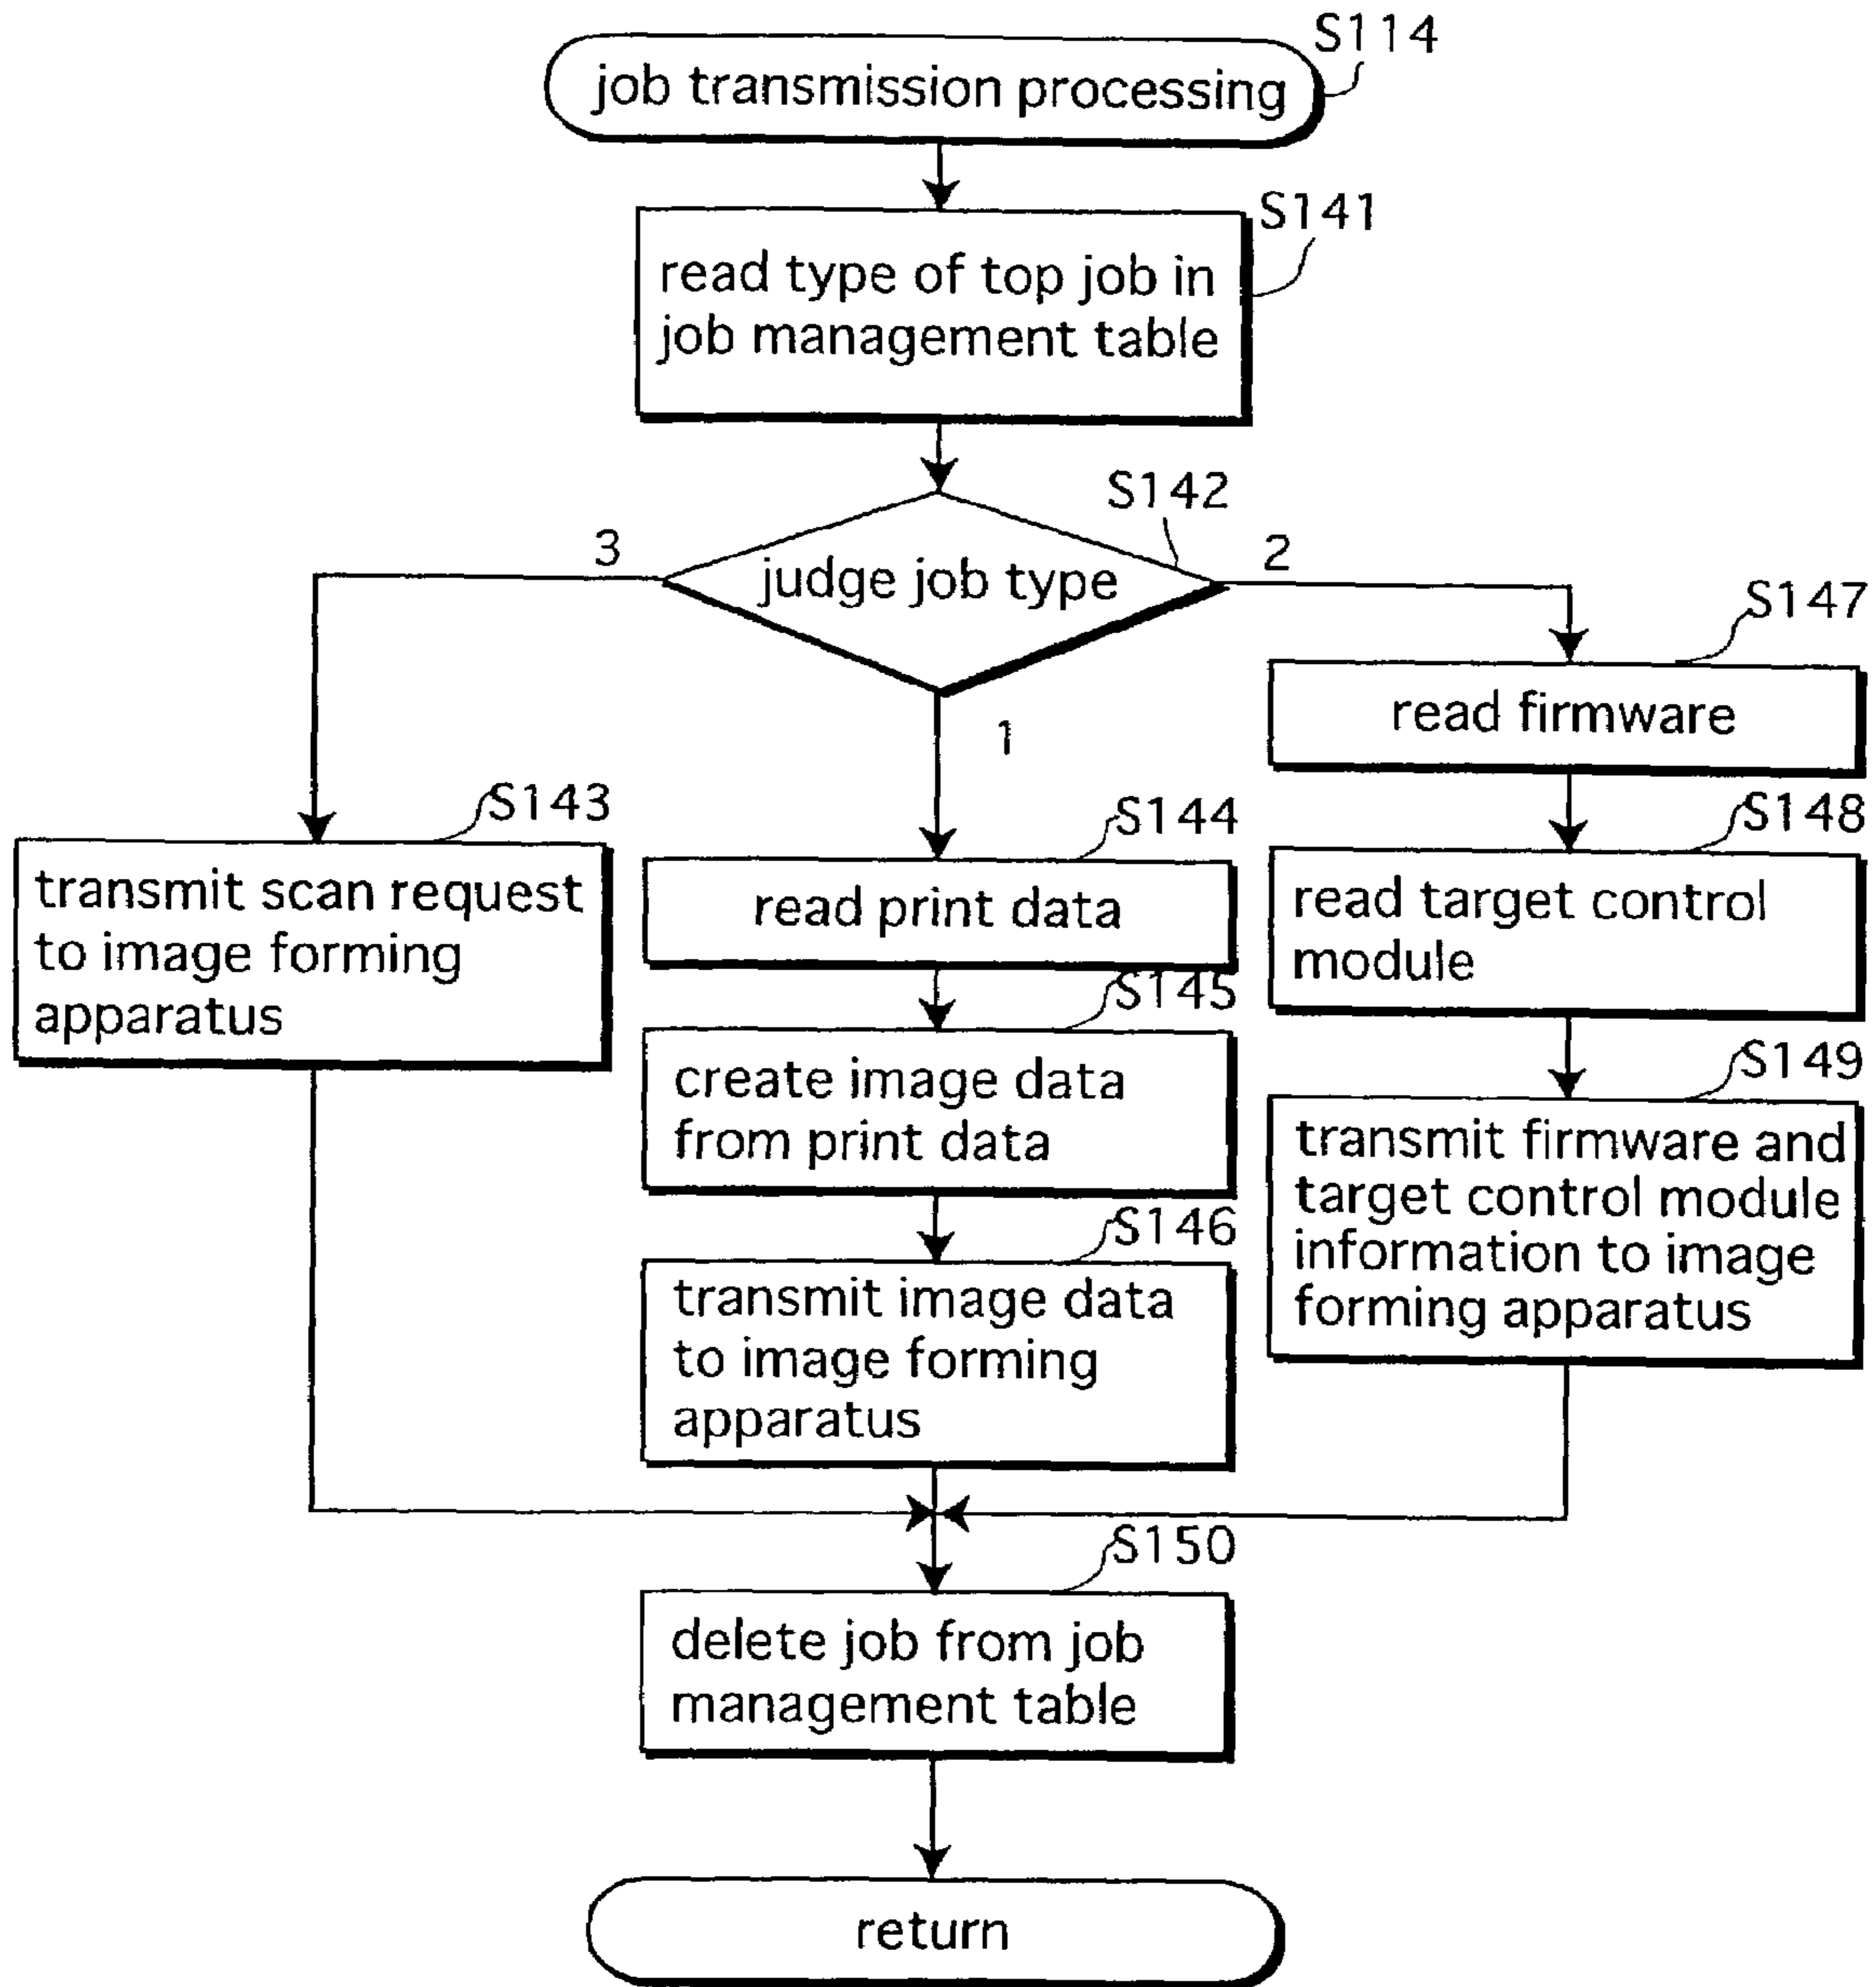 S114
job transmission processing
S141
read type of top job in
job management table
S142
3
judge job type
2
1
S147
read firmware
S143
transmit scan request
to image forming
apparatus
S144
read print data
S148
read target control
module
S145
create image data
from print data
S149
transmit firmware and
target control module
information to image
forming apparatus
S146
transmit image data
to image forming
apparatus
S150
delete job from job
management table
return